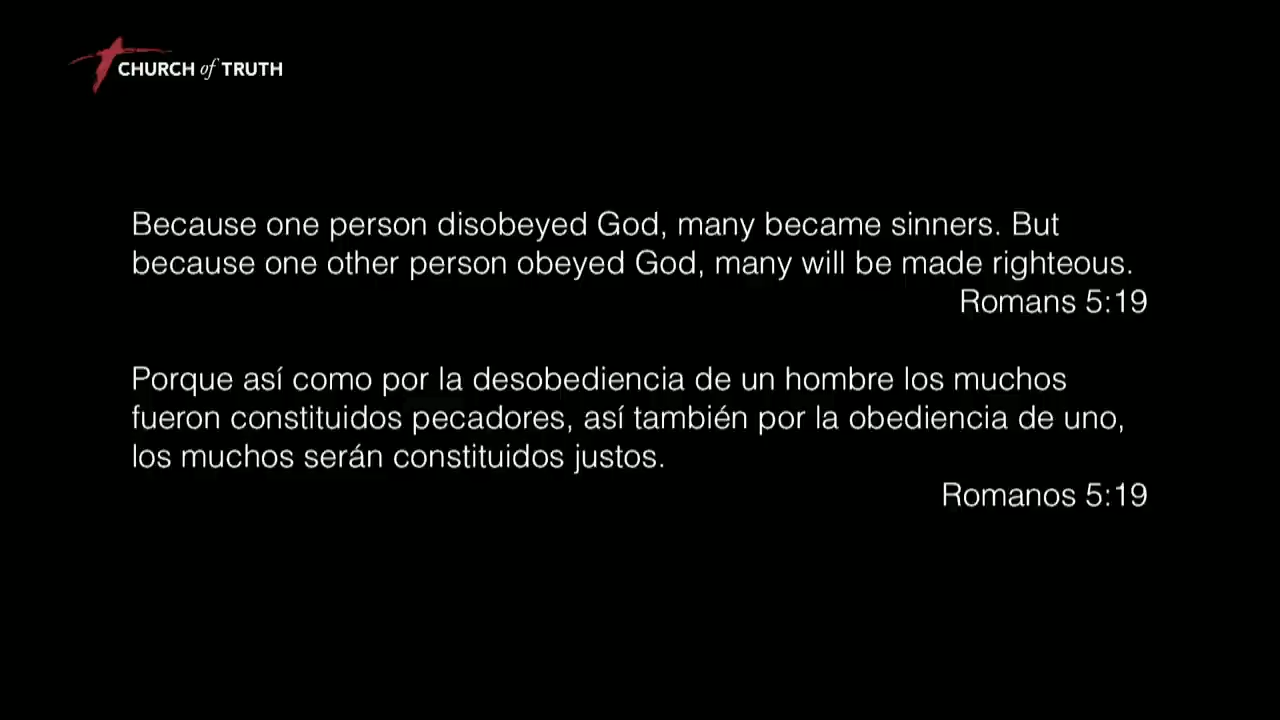 CHURCH of TRUTH
Because one person disobeyed God, many became sinners. But
because one other person obeyed God, many will be made righteous.
Romans 5:19
Porque así como por la desobediencia de un hombre los muchos
fueron constituidos pecadores, así también por la obediencia de uno,
los muchos serán constituidos justos.
Romanos 5:19